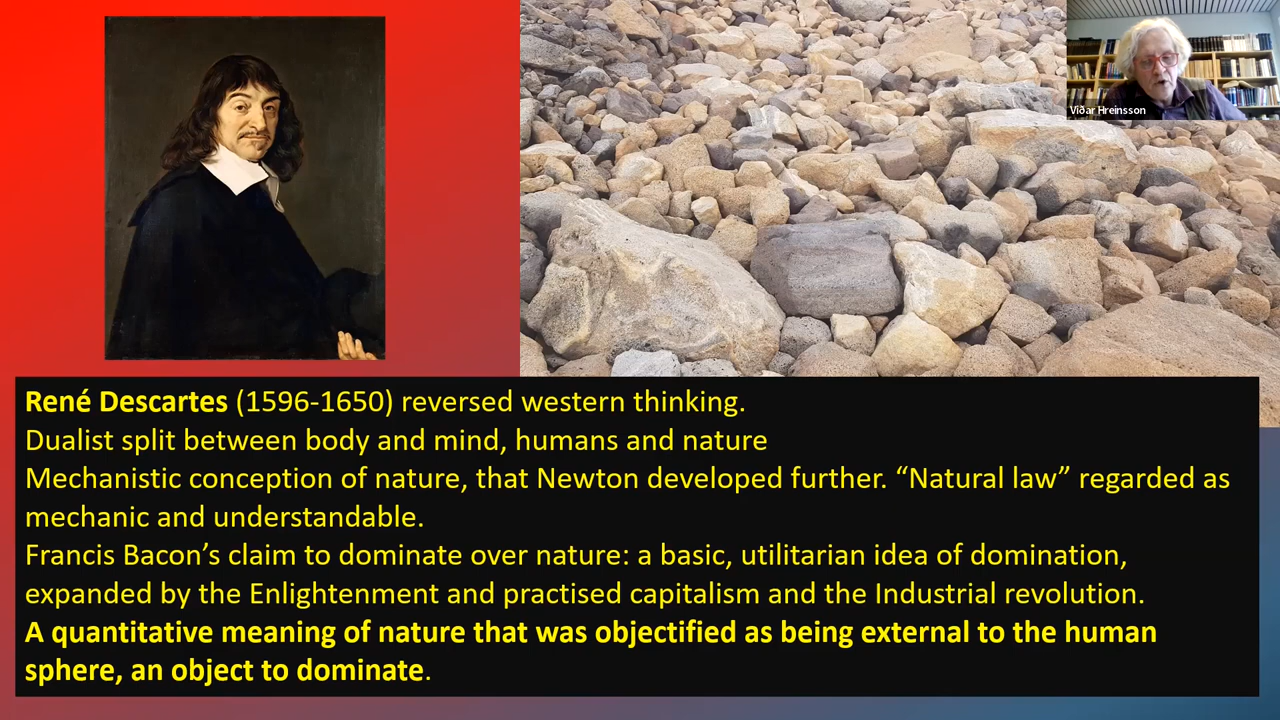 Viðar Hreinsson
René Descartes (1596-1650) reversed western thinking.
Dualist split between body and mind, humans and nature
Mechanistic conception of nature, that Newton developed further. “Natural law” regarded as
mechanic and understandable.
Francis Bacon’s claim to dominate over nature: a basic, utilitarian idea of domination,
expanded by the Enlightenment and practised capitalism and the Industrial revolution.
A quantitative meaning of nature that was objectified as being external to the human
sphere, an object to dominate.